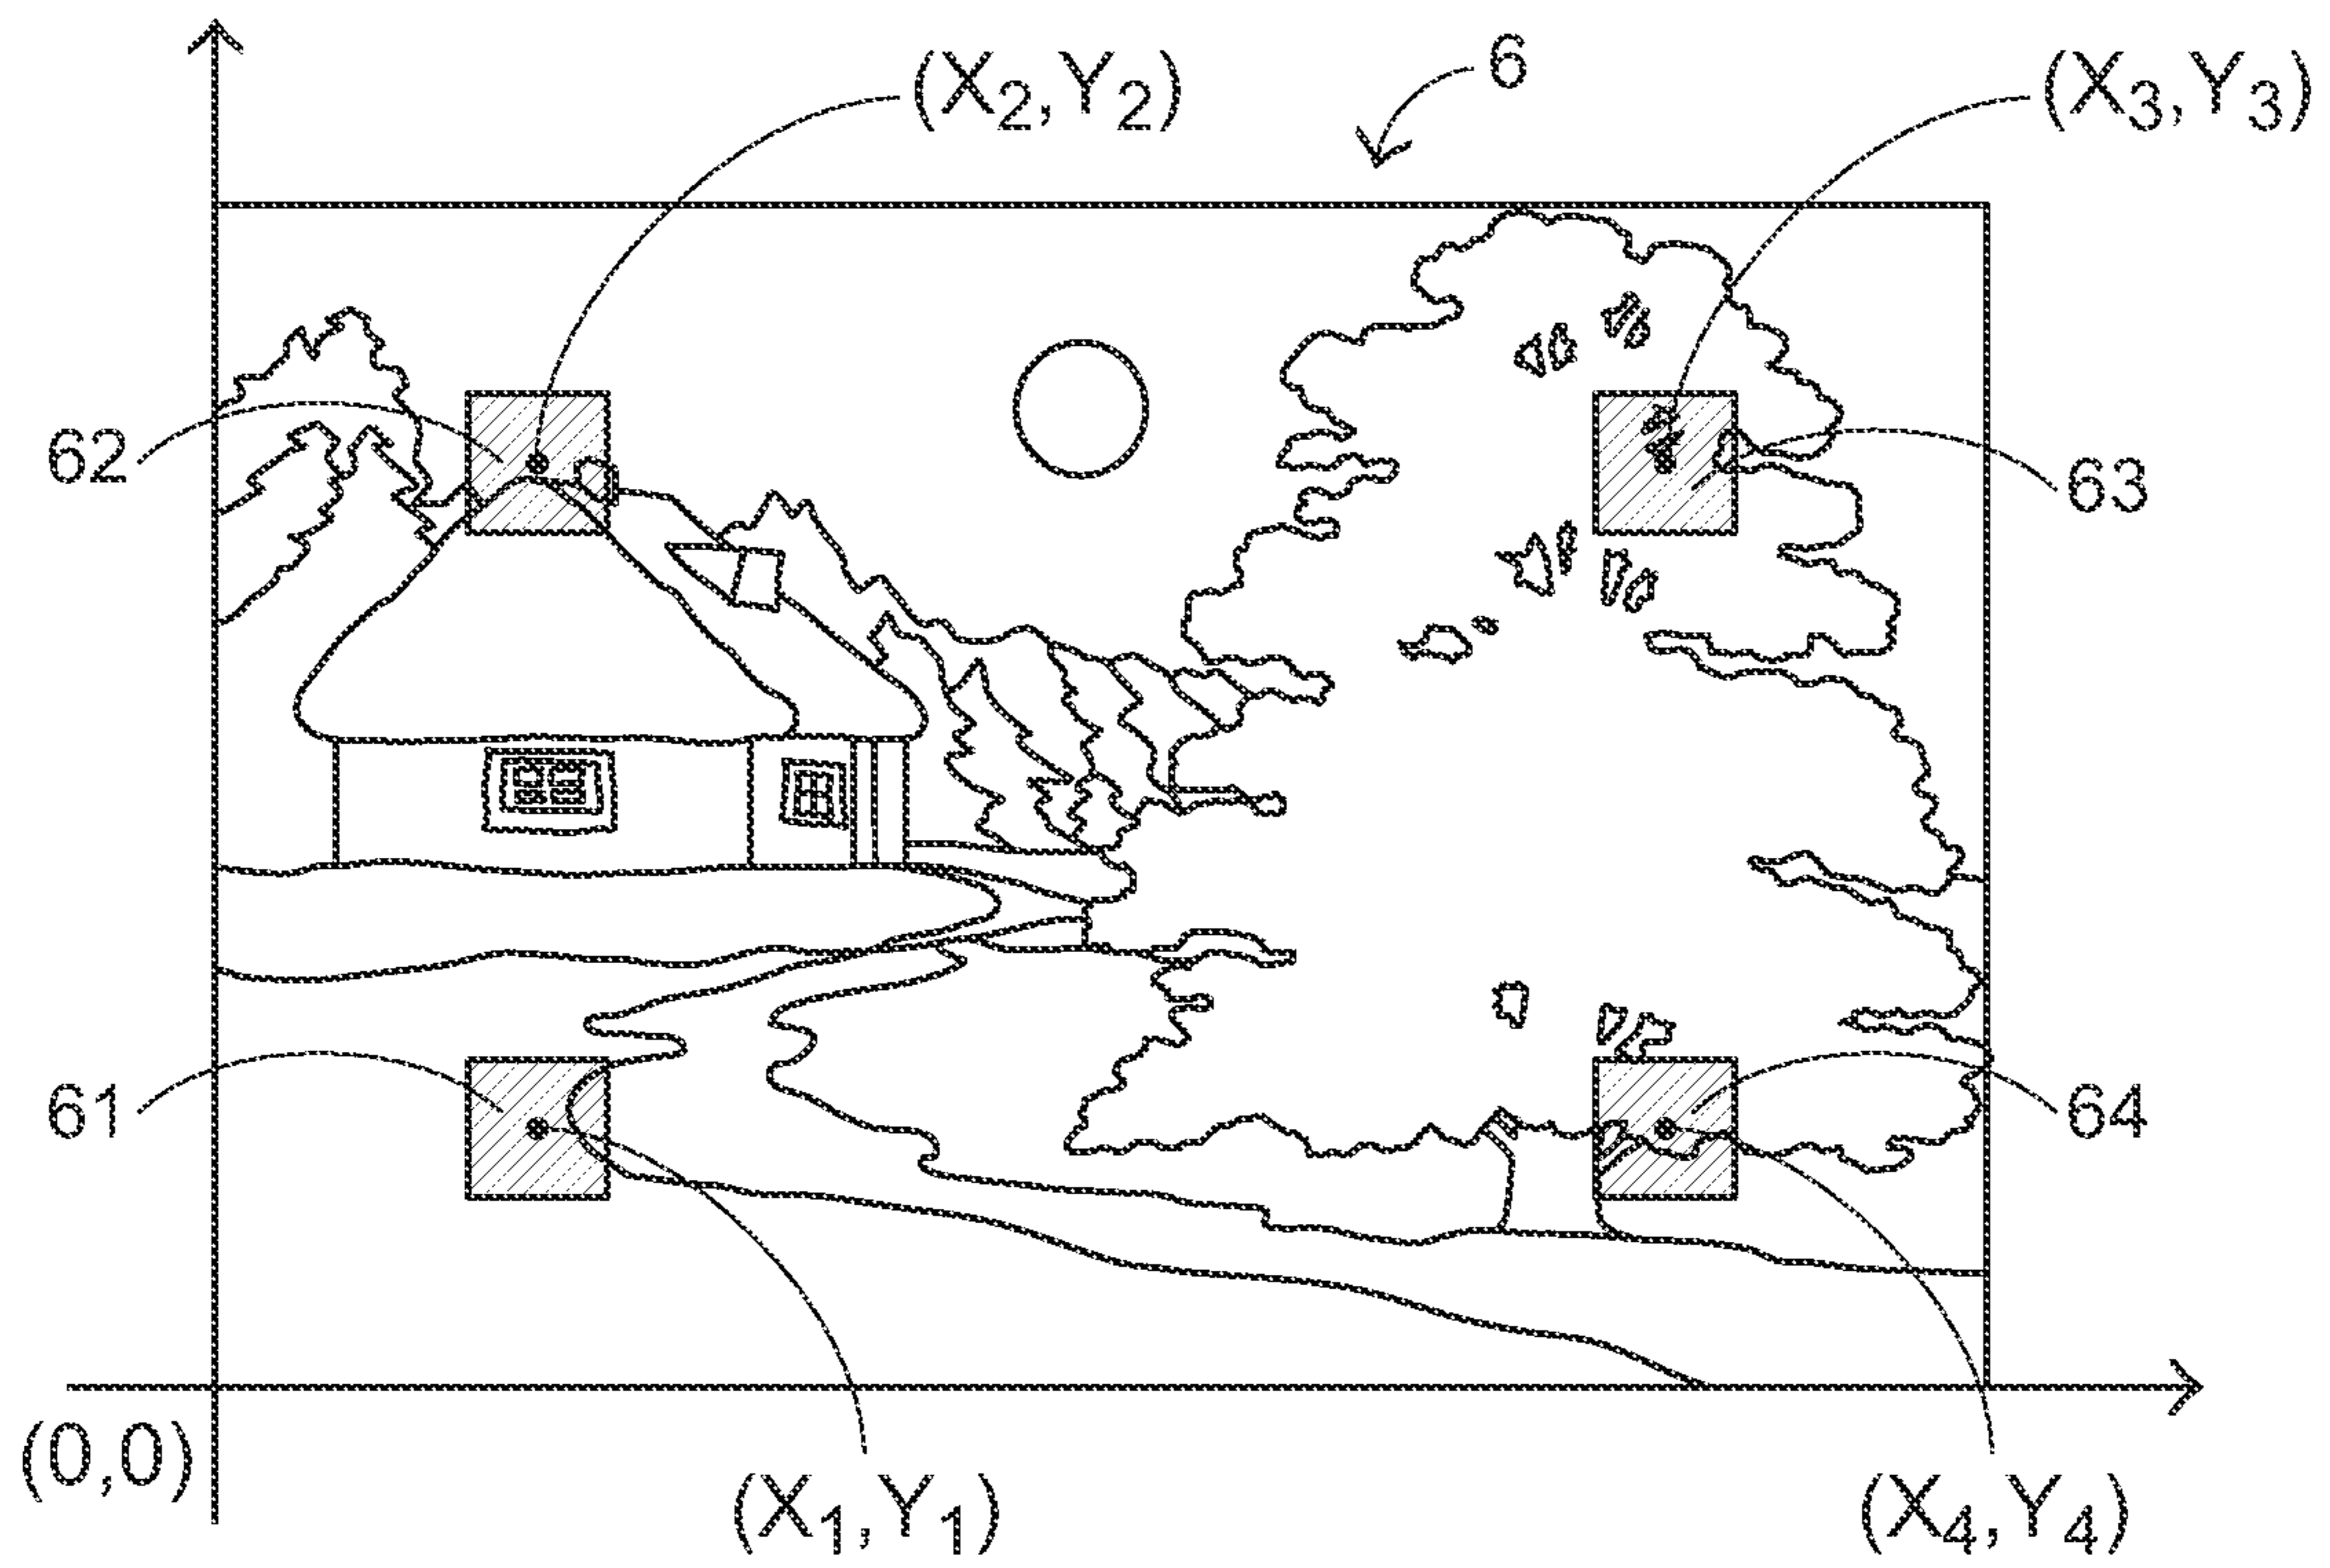 6
(X2,Y2)
(X3,Y3)
62
63
61
64
(0,0)
(X1,Y1)
(X4,Y4)